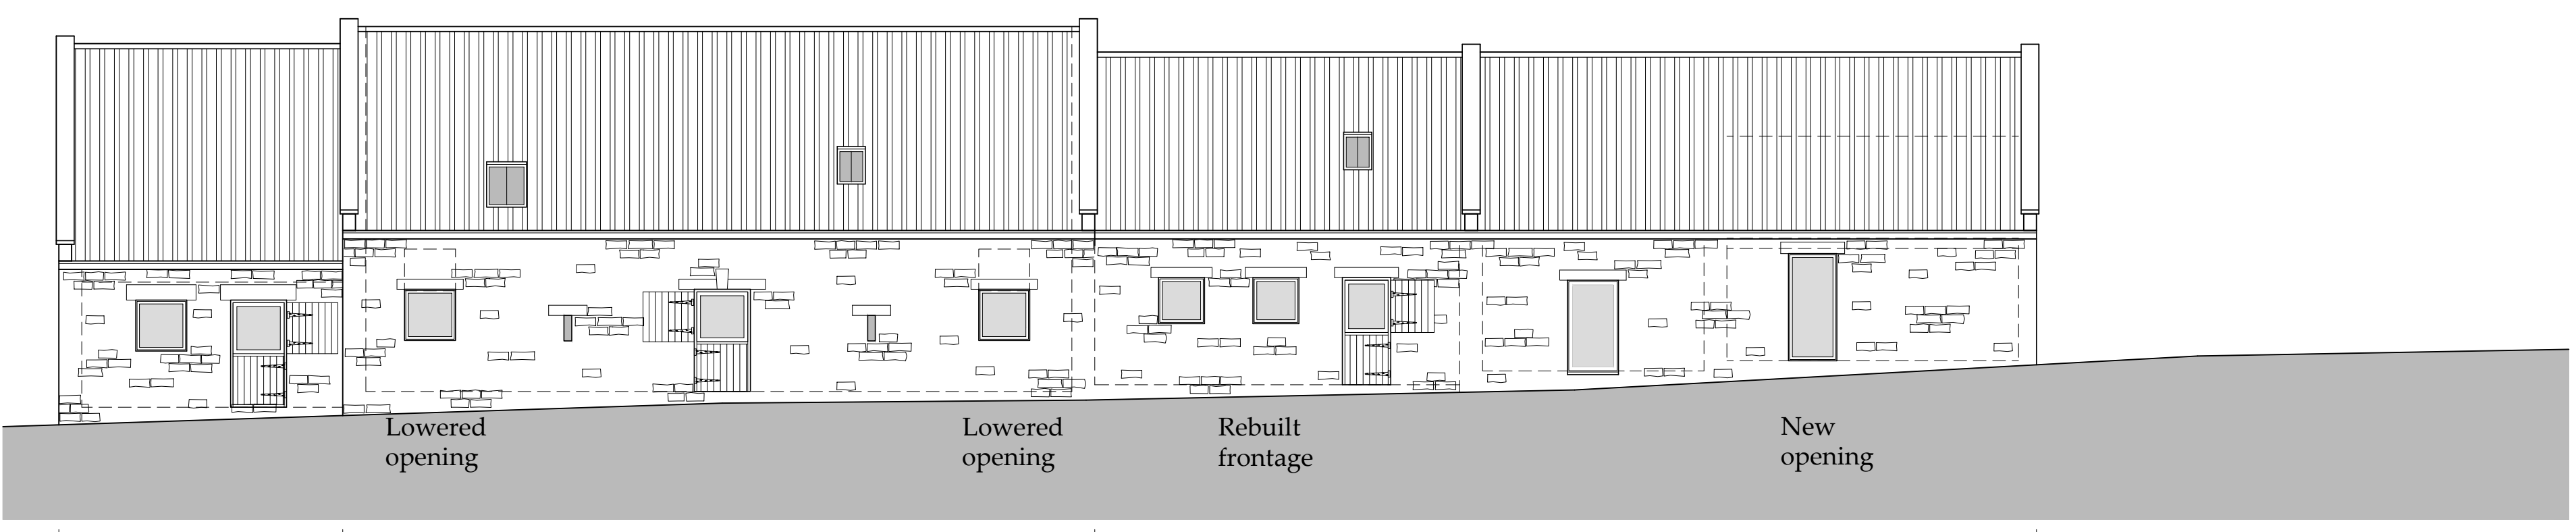 Lowered
opening
Lowered
opening
Rebuilt
frontage
New
opening